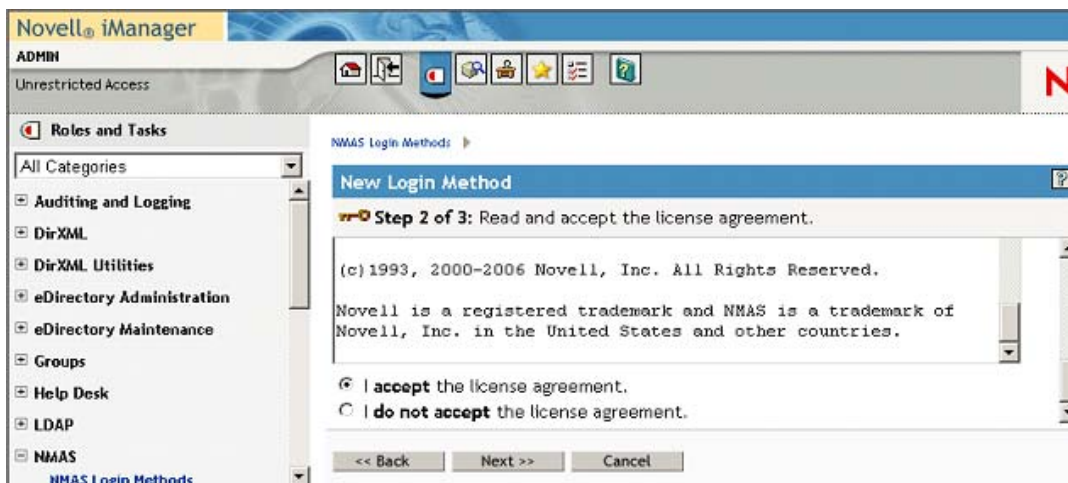 Novell® iManager
ADMIN
Unrestricted Access
N
Roles and Tasks
All Categories
Auditing and Logging
DirXML
DirXML Utilities
eDirectory Administration
eDirectory Maintenance
Groups
Help Desk
LDAP
NMAS
NMAS Login Methods
NMAS Login Methods
New Login Method
?
Step 2 of 3: Read and accept the license agreement.
(c)1993, 2000-2006 Novell, Inc. All Rights Reserved.
Novell is a registered trademark and NMAS is a trademark of
Novell, Inc. in the United States and other countries.
I accept the license agreement.
I do not accept the license agreement.
<< Back
Next >>
Cancel